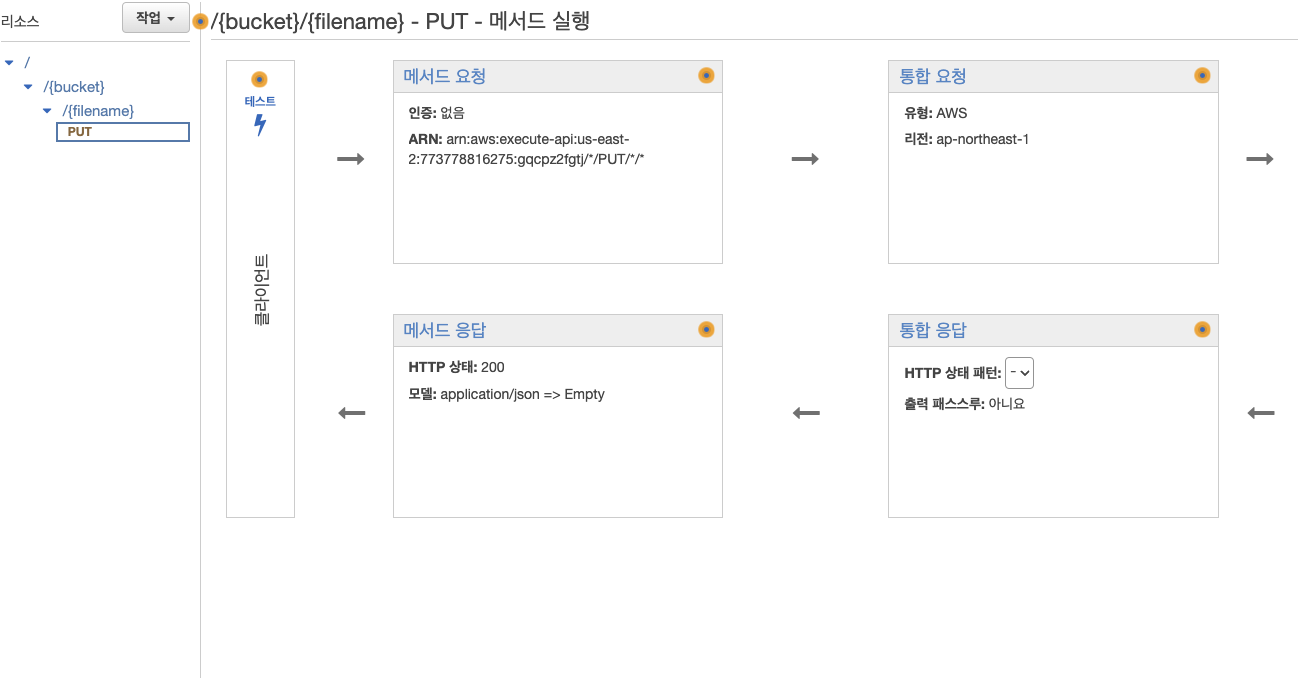 리소스
작업
/{bucket}/{filename} - PUT - 메서드 실행
/
/{bucket}
/{filename}
PUT
테스트
클라이언트
메서드 요청
인증: 없음
ARN: arn:aws:execute-api:us-east-
2:773778816275:gqcpz2fgtj/*/PUT/*/*
통합 요청
유형: AWS
리전: ap-northeast-1
메서드 응답
HTTP 상태: 200
모델: application/json => Empty
통합 응답
HTTP 상태 패턴: -
출력 패스스루: 아니요